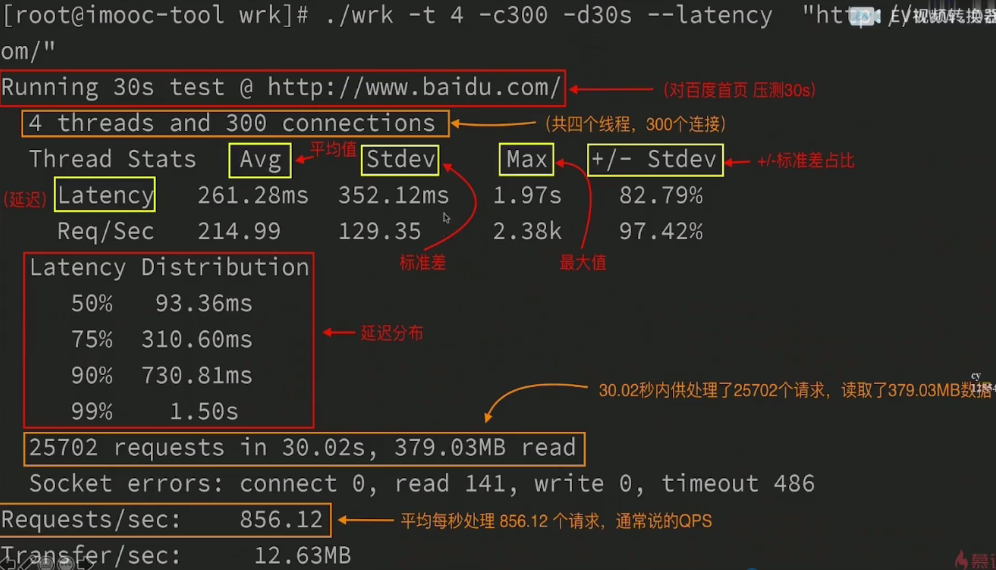 [root@imooc-tool wrk]# ./wrk -t 4 -c300 -d30s --latency "http://
EV视频转换器
om/"
Running 30s test @ http://www.baidu.com/ (对百度首页 压测30s)
4 threads and 300 connections (共四个线程，300个连接)
Thread Stats Avg 平均值 Stdev Max +/- Stdev +/-标准差占比
(延迟) Latency 261.28ms 352.12ms 1.97s 82.79%
Req/Sec 214.99 129.35 2.38k 97.42%
标准差 最大值
Latency Distribution
50% 93.36ms
75% 310.60ms
延迟分布
90% 730.81ms
cy
30.02秒内供处理了25702个请求，读取了379.03MB数据
99% 1.50s
25702 requests in 30.02s, 379.03MB read
Socket errors: connect 0, read 141, write 0, timeout 486
Requests/sec: 856.12 平均每秒处理 856.12 个请求，通常说的QPS
Transfer/sec: 12.63MB